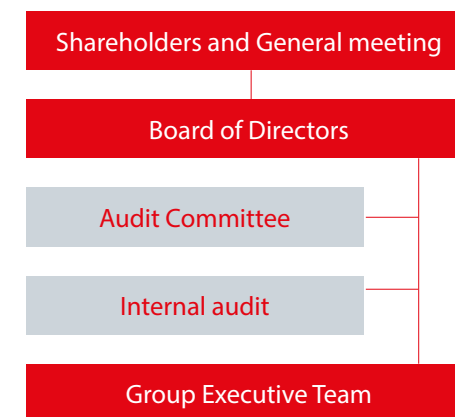 Shareholders and General meeting
Board of Directors
Audit Committee
Internal audit
Group Executive Team